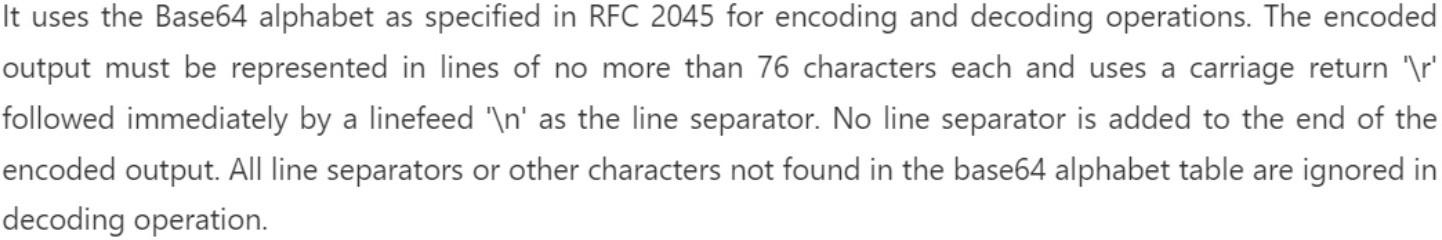 It uses the Base64 alphabet as specified in RFC 2045 for encoding and decoding operations. The encoded
output must be represented in lines of no more than 76 characters each and uses a carriage return '\r'
followed immediately by a linefeed '\n' as the line separator. No line separator is added to the end of the
encoded output. All line separators or other characters not found in the base64 alphabet table are ignored in
decoding operation.